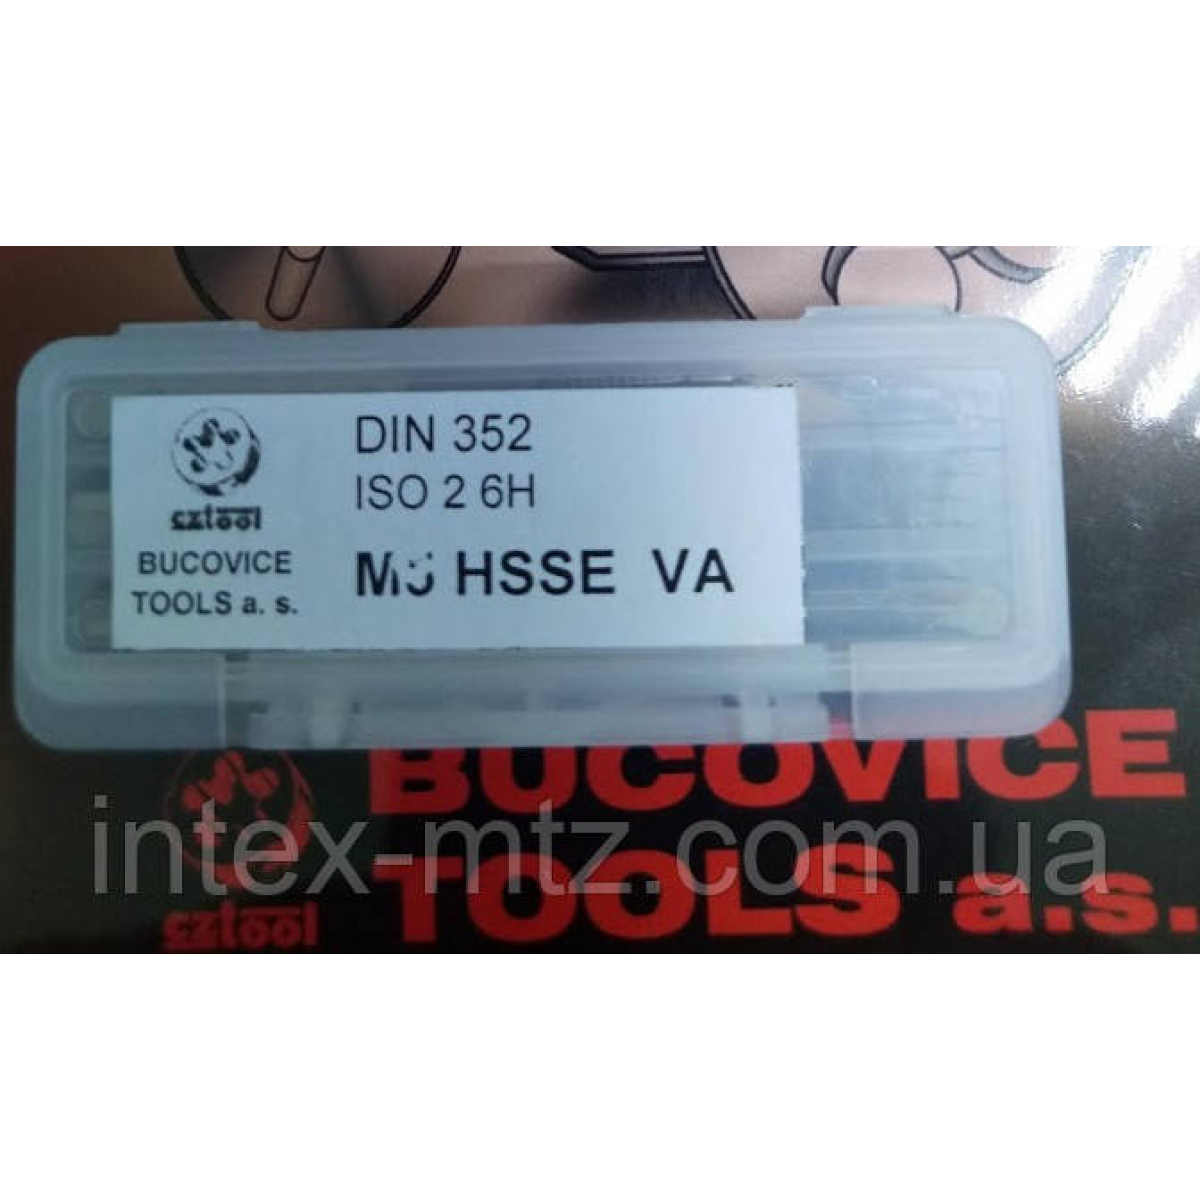 DIN 352
ISO 2 6H
HSSE VA
cztool
BUCOVICE
TOOLS a. s.
BUCOVICE
TOOLS a.s.
cztool
intex-mtz.com.ua